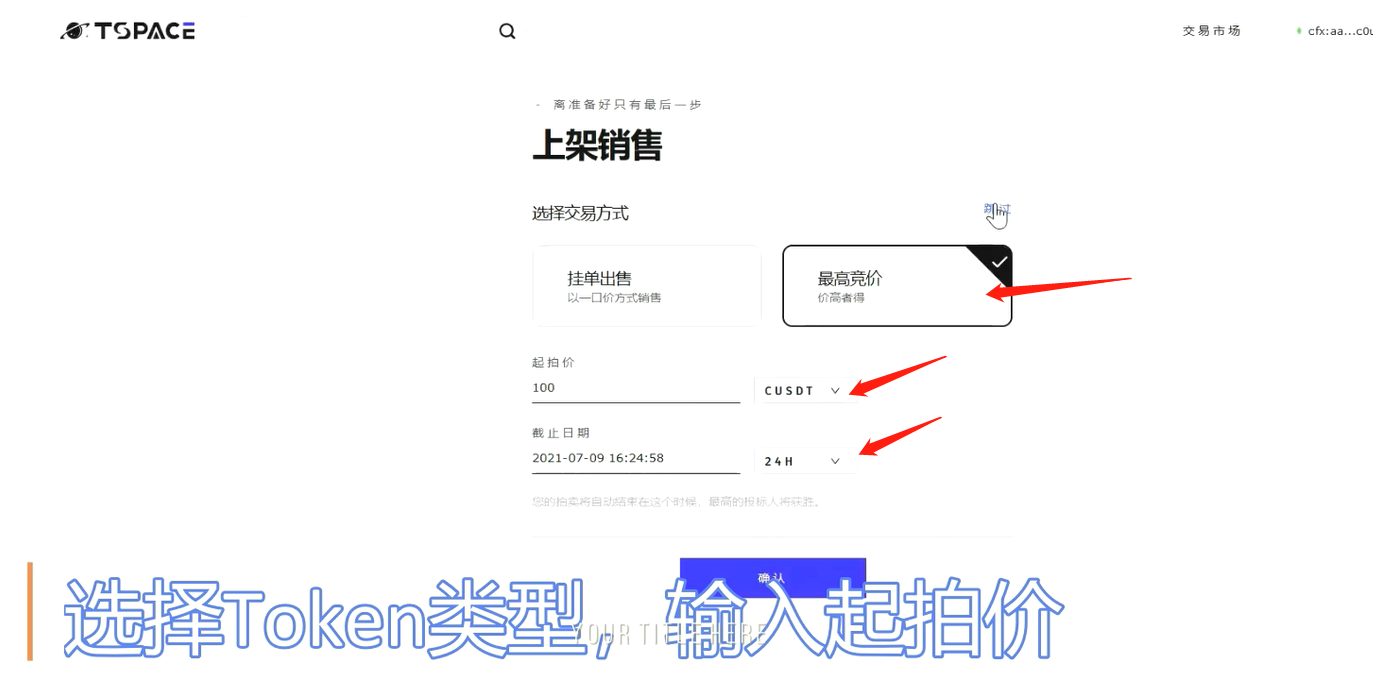 TSPACE
交易市场
cfx:aa...c0u
- 离准备好只有最后一步
上架销售
选择交易方式
跳过
挂单出售
以一口价方式销售
最高竞价
价高者得
起拍价
100
CUSDT
截止日期
2021-07-09 16:24:58
24H
您的拍卖将自动结束在这个时候，最高的投标人将获胜。
确认
选择Token类型，输入起拍价
YOUR TITLE HERE